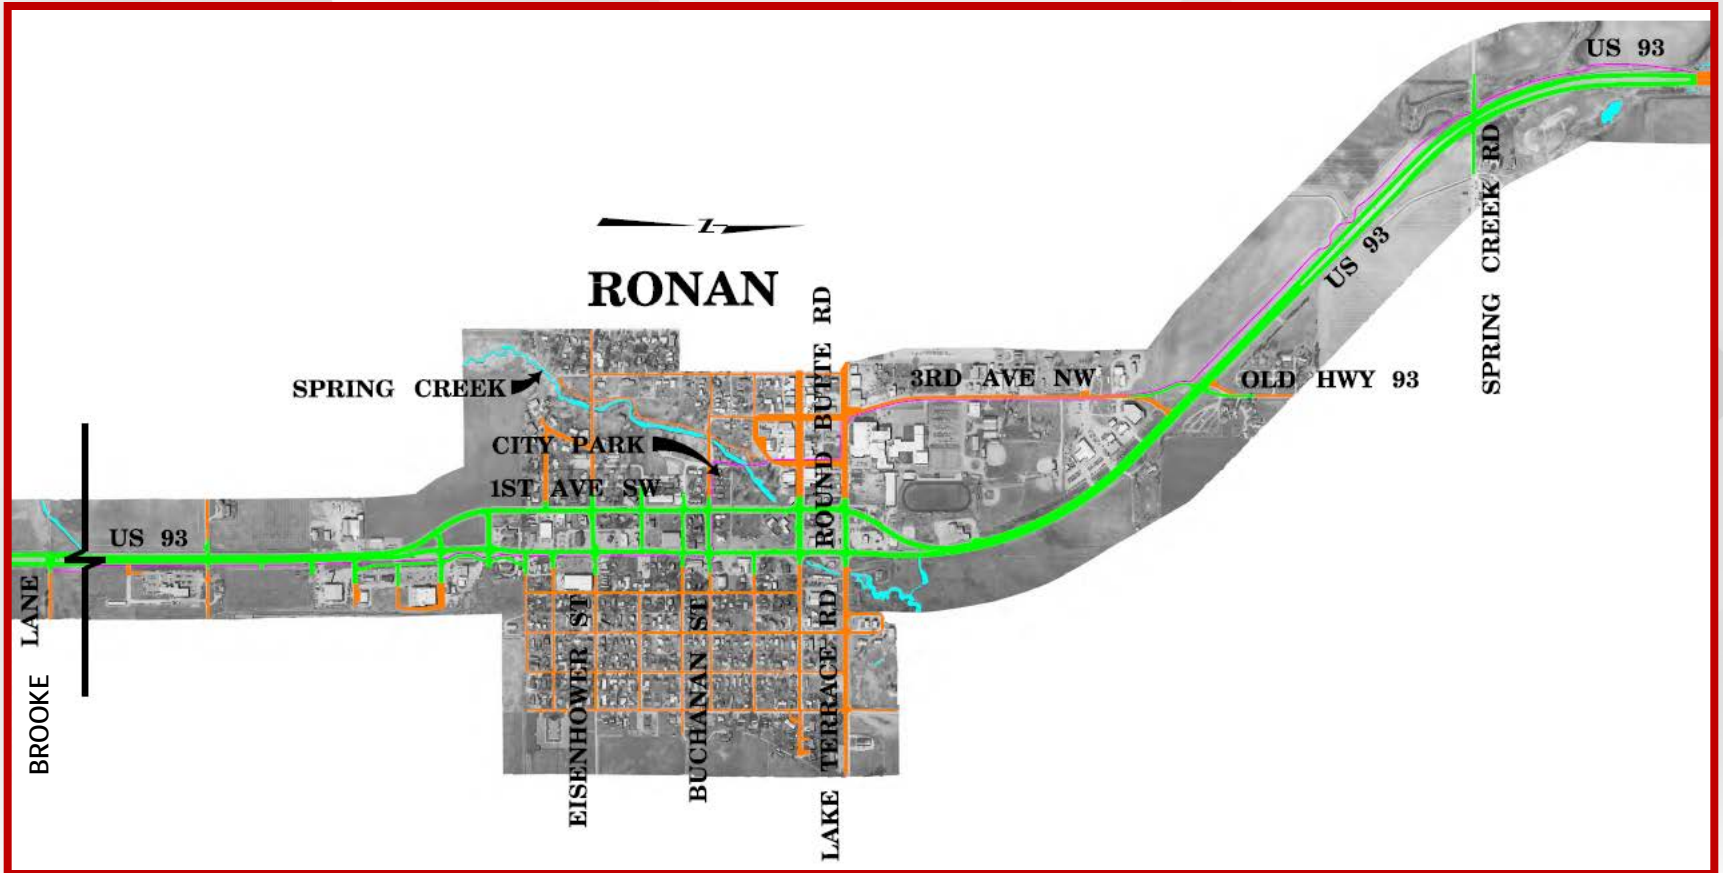 US 93
SPRING CREEK RD
US 93
Z
RONAN
ROUND BUTTE RD
3RD AVE NW
OLD HWY 93
SPRING CREEK
CITY PARK
1ST AVE SW
US 93
BROOKE LANE
EISENHOWER ST
BUCHANAN ST
LAKE TERRACE RD